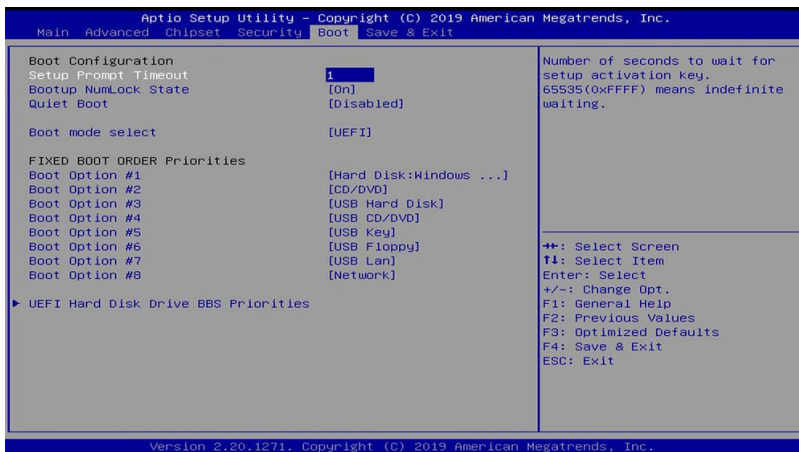 Aptio Setup Utility – Copyright (C) 2019 American Megatrends, Inc.
Main Advanced Chipset Security Boot Save & Exit
Boot Configuration
Setup Prompt Timeout 1
Bootup NumLock State [On]
Quiet Boot [Disabled]
Boot mode select [UEFI]
FIXED BOOT ORDER Priorities
Boot Option #1 [Hard Disk:Windows ...]
Boot Option #2 [CD/DVD]
Boot Option #3 [USB Hard Disk]
Boot Option #4 [USB CD/DVD]
Boot Option #5 [USB Key]
Boot Option #6 [USB Floppy]
Boot Option #7 [USB Lan]
Boot Option #8 [Network]
▶ UEFI Hard Disk Drive BBS Priorities
Number of seconds to wait for
setup activation key.
65535(0xFFFF) means indefinite
waiting.
→←: Select Screen
↑↓: Select Item
Enter: Select
+/-: Change Opt.
F1: General Help
F2: Previous Values
F3: Optimized Defaults
F4: Save & Exit
ESC: Exit
Version 2.20.1271. Copyright (C) 2019 American Megatrends, Inc.